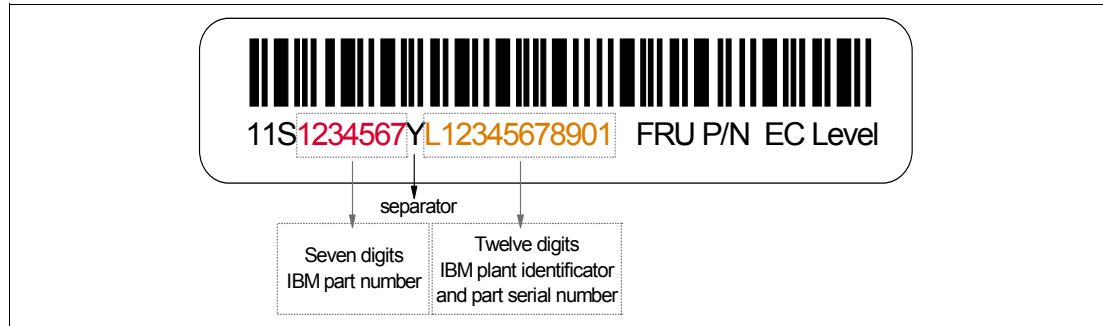 11S1234567YL12345678901 FRU P/N EC Level
separator
Seven digits
IBM part number
Twelve digits
IBM plant identificator
and part serial number